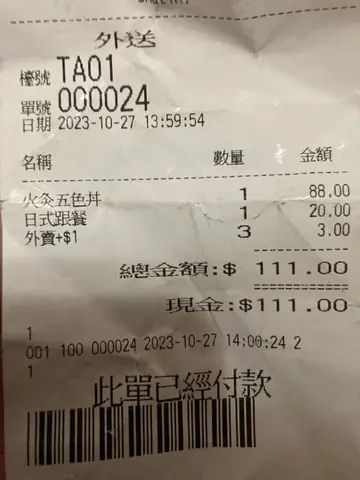 外送
檯號 TA01
單號 000024
日期 2023-10-27 13:59:54
名稱 數量 金額
火灸五色丼 1 88.00
日式跟餐 1 20.00
外賣+$1 3 3.00
總金額:$ 111.00
現金:$111.00
1
001 100 000024 2023-10-27 14:00:24 2
1
此單已經付款